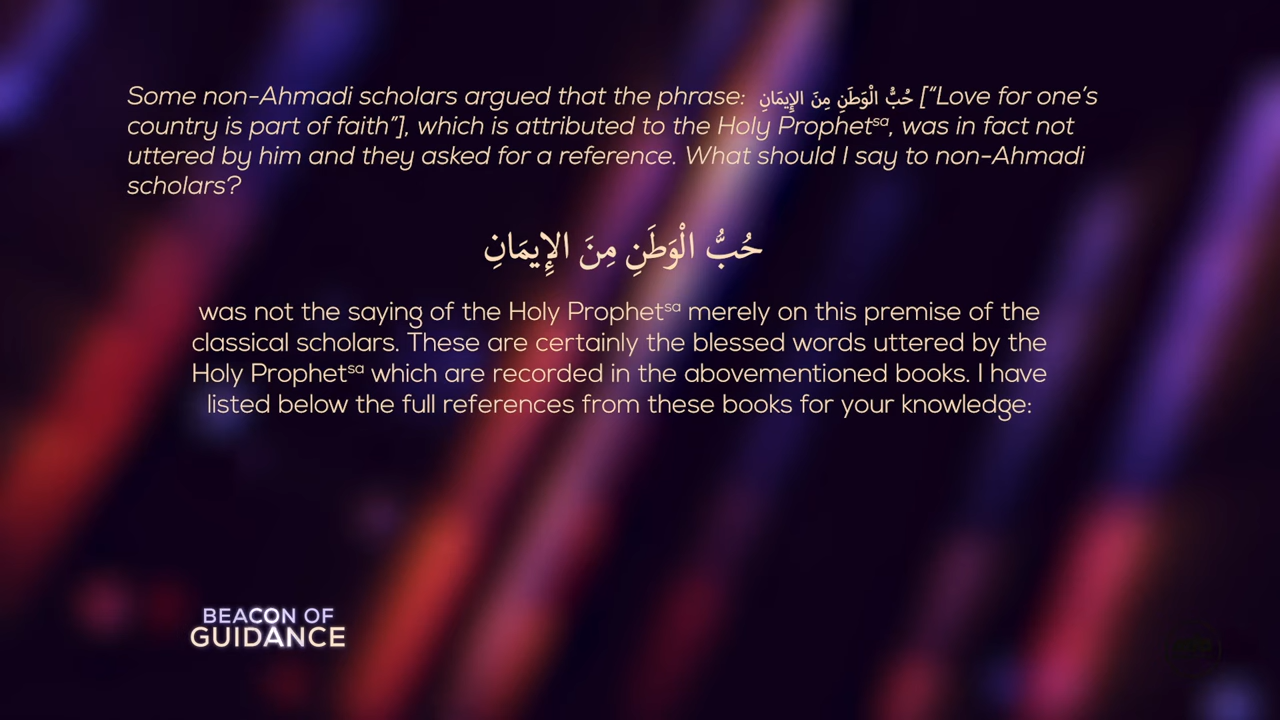 Some non-Ahmadi scholars argued that the phrase: حُبُّ الْوَطَنِ مِنَ الإِيمَانِ [“Love for one’s
country is part of faith”], which is attributed to the Holy Prophetˢᵃ, was in fact not
uttered by him and they asked for a reference. What should I say to non-Ahmadi
scholars?
حُبُّ الْوَطَنِ مِنَ الإِيمَانِ
was not the saying of the Holy Prophetˢᵃ merely on this premise of the
classical scholars. These are certainly the blessed words uttered by the
Holy Prophetˢᵃ which are recorded in the abovementioned books. I have
listed below the full references from these books for your knowledge:
BEACON OF
GUIDANCE